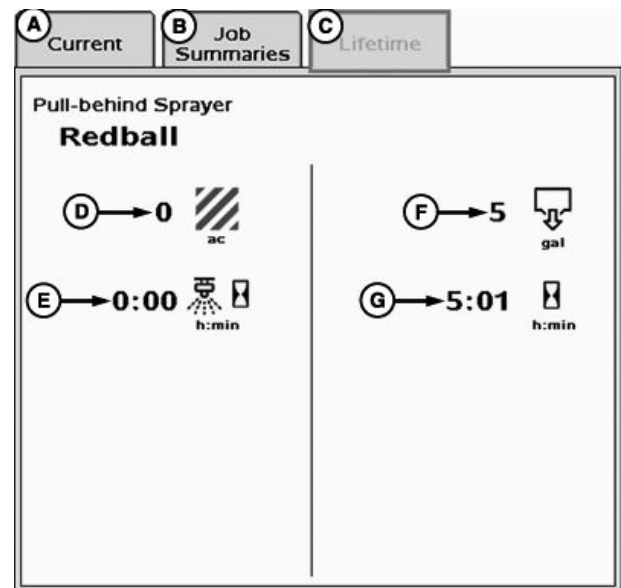 A Current
B Job Summaries
C Lifetime
Pull-behind Sprayer
Redball
D 0 ac
F 5 gal
E 0:00 h:min
G 5:01 h:min